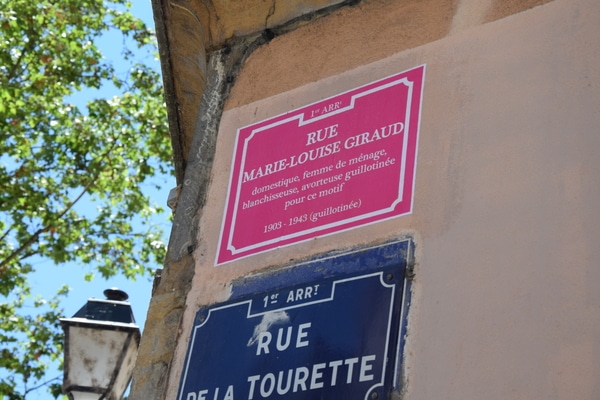 1er ARRt
RUE
MARIE-LOUISE GIRAUD
domestique, femme de ménage,
blanchisseuse, avorteuse guillotinée
pour ce motif
1903 - 1943 (guillotinée)
1er ARRT
RUE
DE LA TOURETTE